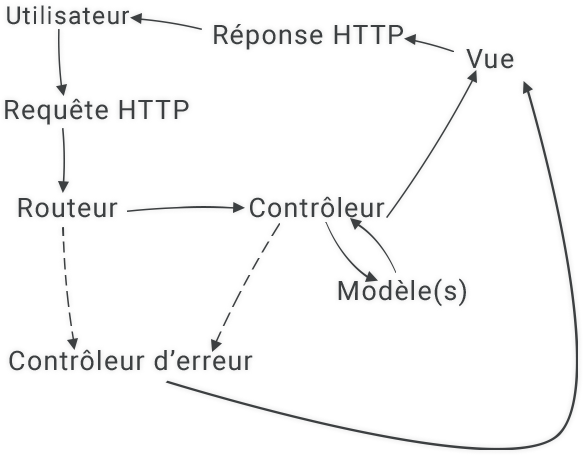 Utilisateur
Réponse HTTP
Vue
Requête HTTP
Routeur
Contrôleur
Modèle(s)
Contrôleur d'erreur